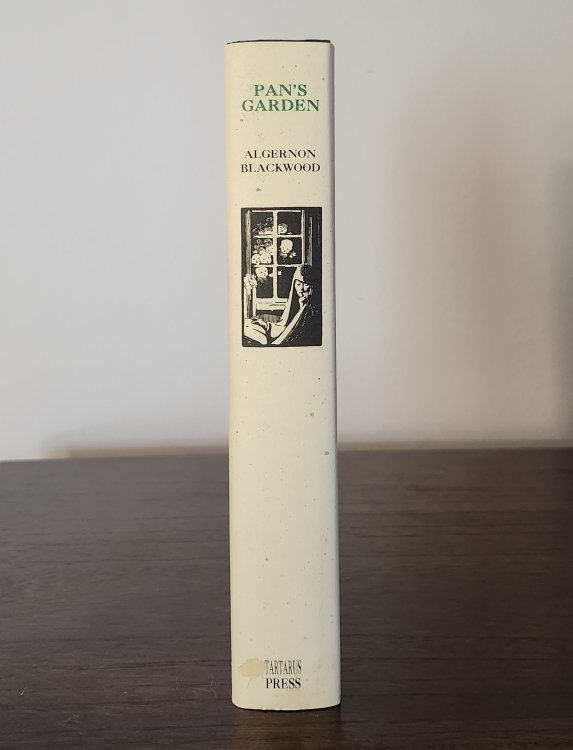 PAN'S
GARDEN
ALGERNON
BLACKWOOD
TARTARUS
PRESS